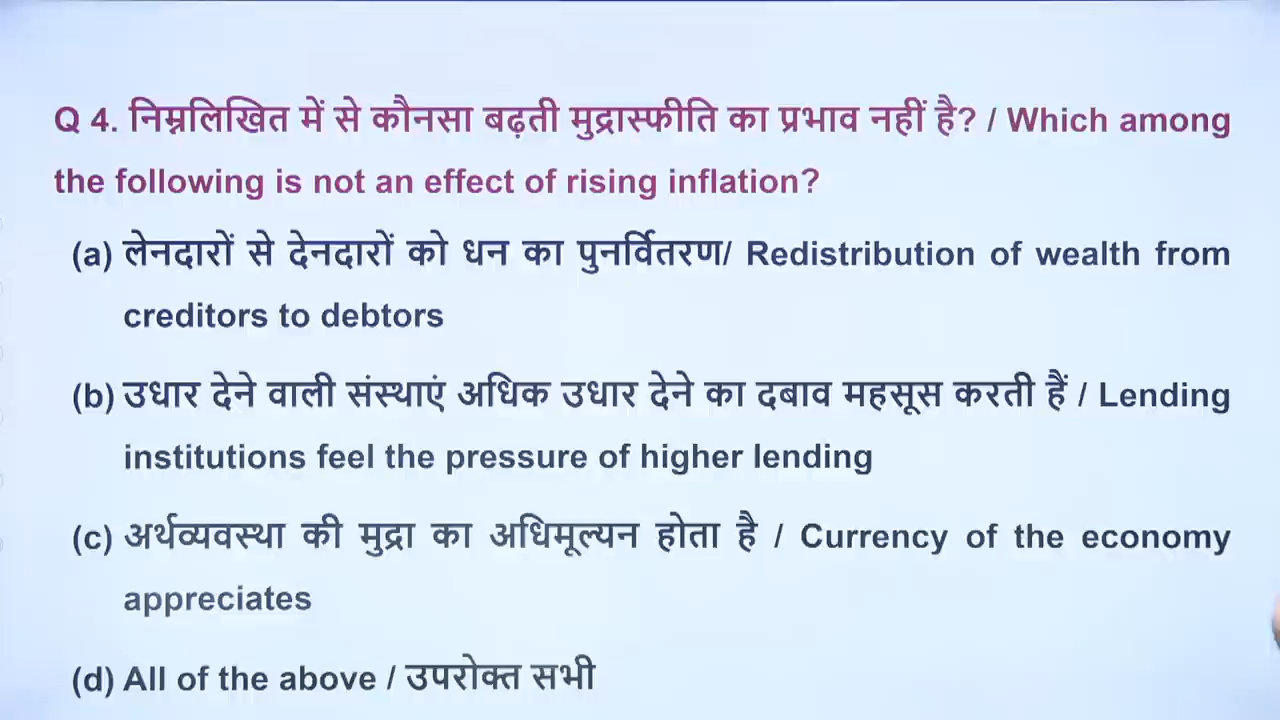 Q 4. निम्नलिखित में से कौनसा बढ़ती मुद्रास्फीति का प्रभाव नहीं है? / Which among
the following is not an effect of rising inflation?
(a) लेनदारों से देनदारों को धन का पुनर्वितरण/ Redistribution of wealth from
creditors to debtors
(b) उधार देने वाली संस्थाएं अधिक उधार देने का दबाव महसूस करती हैं / Lending
institutions feel the pressure of higher lending
(c) अर्थव्यवस्था की मुद्रा का अधिमूल्यन होता है / Currency of the economy
appreciates
(d) All of the above / उपरोक्त सभी